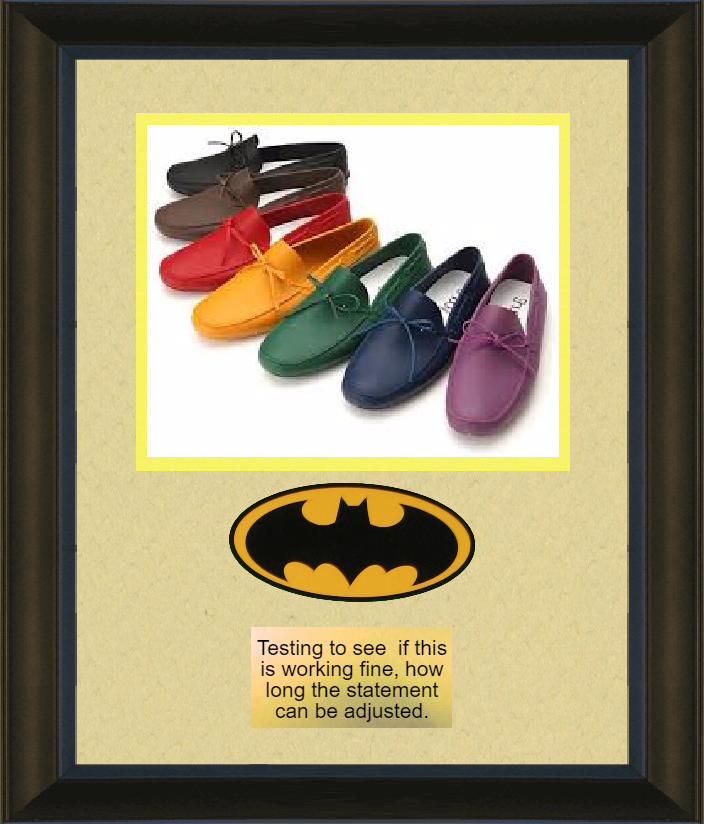 Testing to see  if this
is working fine, how
long the statement
can be adjusted.